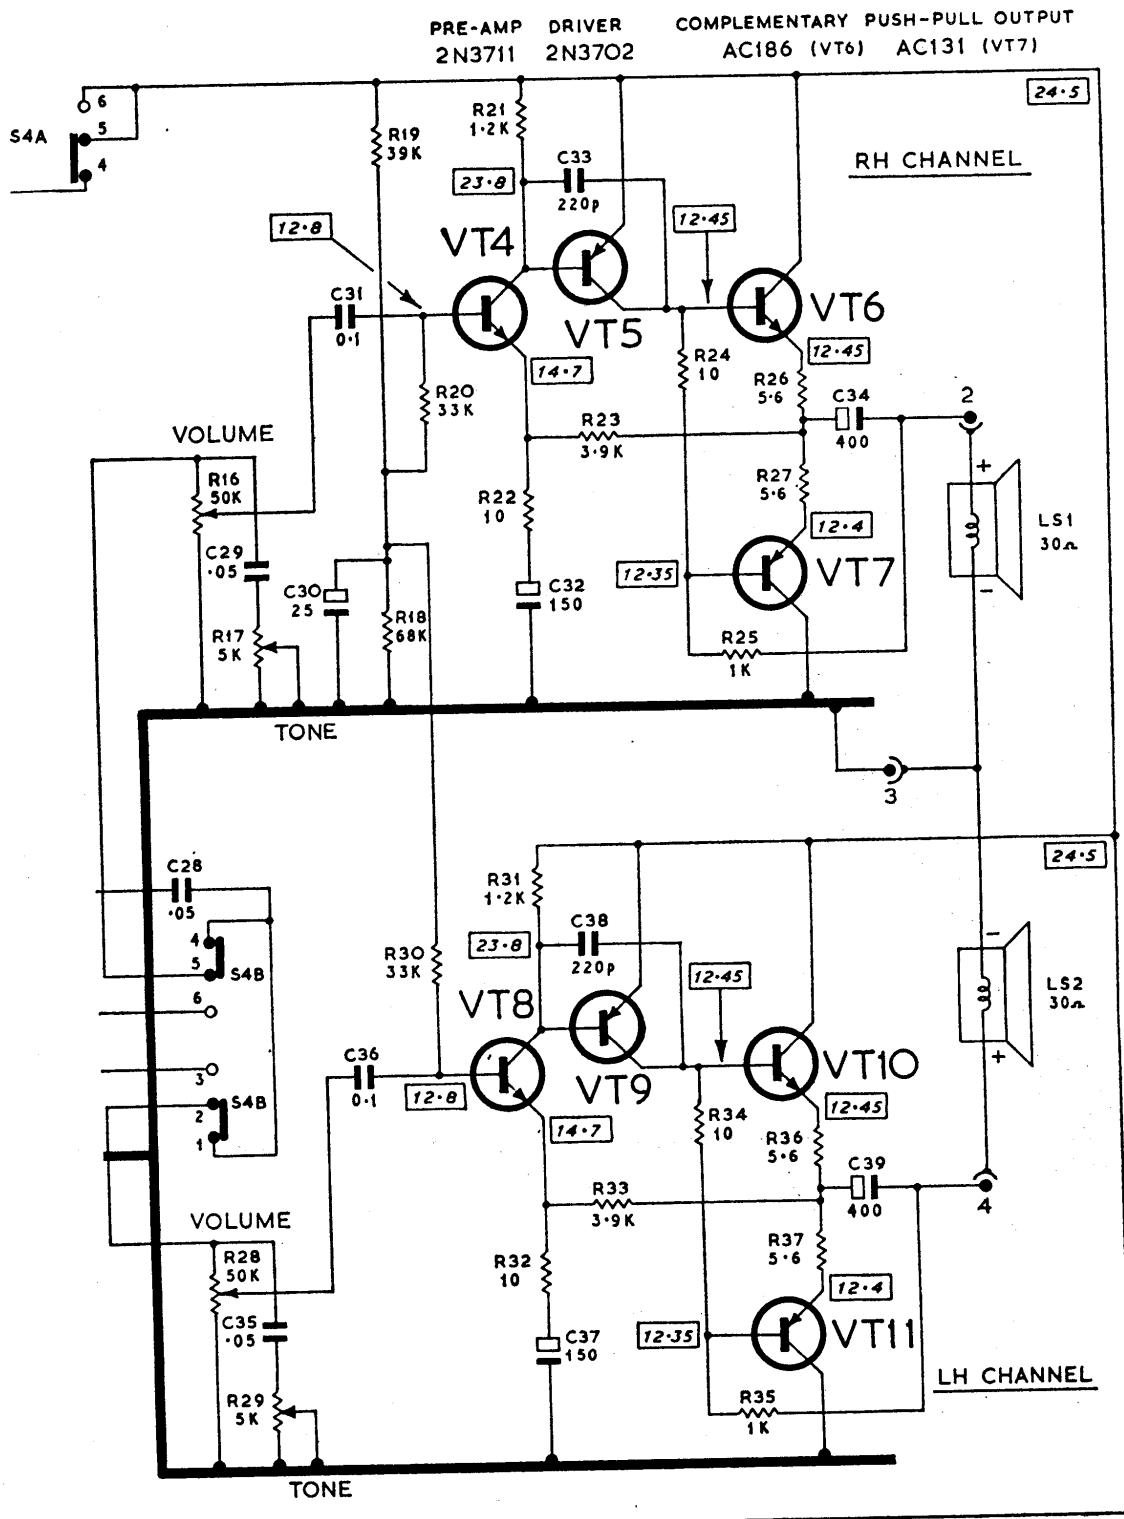 PRE-AMP DRIVER COMPLEMENTARY PUSH-PULL OUTPUT
2N3711 2N3702 AC186 (VT6) AC131 (VT7)
6
5
4
S4A
R19
39K
R21
1·2K
24·5
RH CHANNEL
23·8
C33
220p
12·8
VT4
12·45
C31
0·1
VT5
VT6
14·7
R24
10
12·45
R20
33K
R26
5·6
C34
400
2
VOLUME
R23
3·9K
R16
50K
R22
10
R27
5·6
+
LS1
30Ω
-
12·4
C29
·05
C30
25
C32
150
12·35
VT7
R17
5K
R18
68K
R25
1K
TONE
3
C28
·05
R31
1·2K
24·5
4
5
S4B
6
C38
220p
23·8
R30
33K
12·45
-
LS2
30Ω
+
VT8
3
S4B
2
1
C36
0·1
12·8
VT9
VT10
12·45
14·7
R34
10
R36
5·6
C39
400
4
VOLUME
R33
3·9K
R28
50K
R32
10
R37
5·6
12·4
C35
·05
C37
150
12·35
VT11
LH CHANNEL
R29
5K
R35
1K
TONE